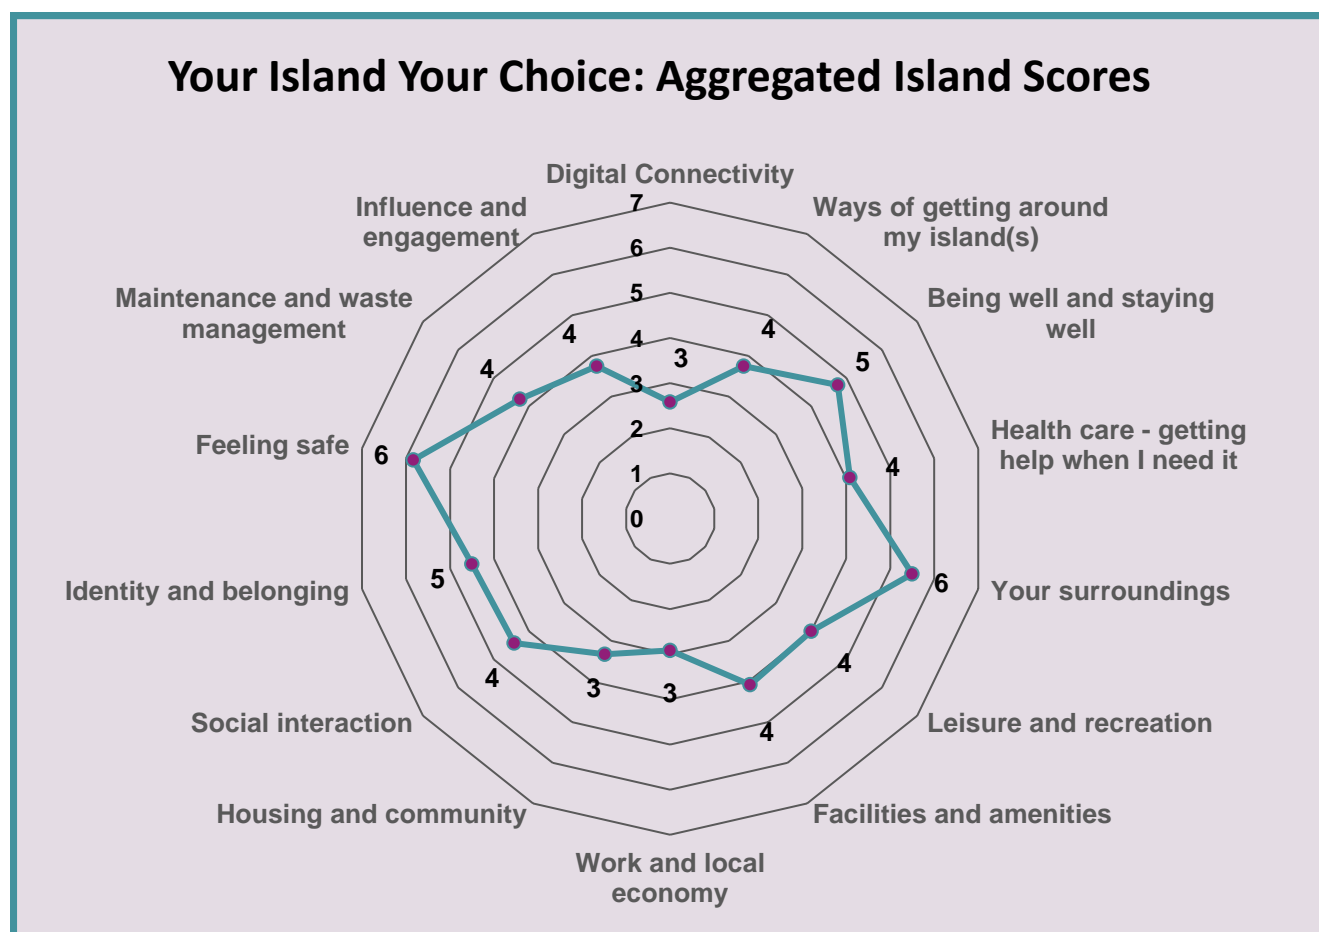 Your Island Your Choice: Aggregated Island Scores
Digital Connectivity
Influence and
engagement
Ways of getting around
my island(s)
Maintenance and waste
management
Being well and staying
well
Feeling safe
Health care - getting
help when I need it
Identity and belonging
Your surroundings
Social interaction
Leisure and recreation
Housing and community
Facilities and amenities
Work and local
economy
7
6
5
4
3
2
1
0
3
4
5
4
6
4
4
3
3
4
5
6
4
4